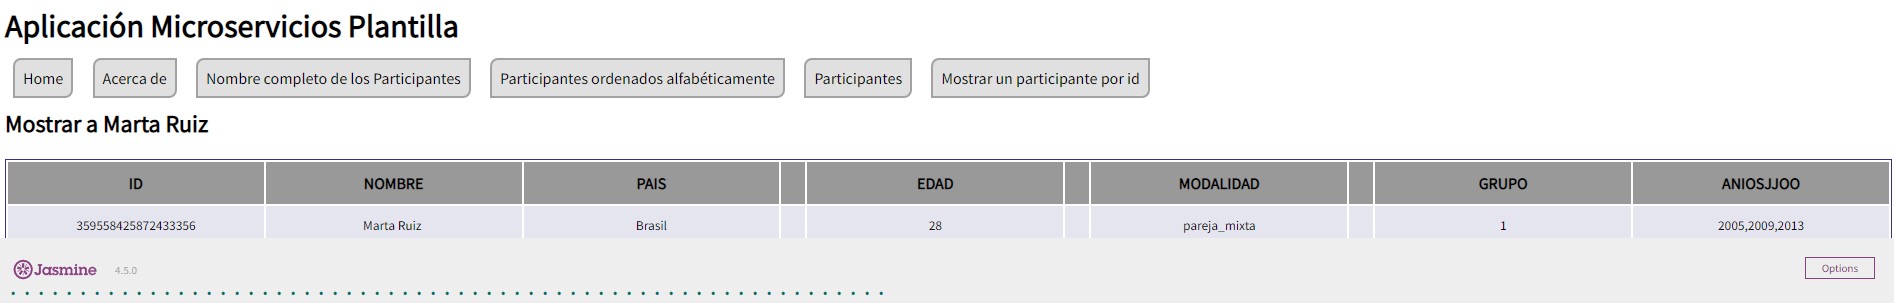 Aplicación Microservicios Plantilla
Home Acerca de Nombre completo de los Participantes Participantes ordenados alfabéticamente Participantes Mostrar un participante por id
Mostrar a Marta Ruiz
ID NOMBRE PAIS EDAD MODALIDAD GRUPO ANIOSJJOO
359558425872433356 Marta Ruiz Brasil 28 pareja_mixta 1 2005,2009,2013
Jasmine 4.5.0 Options